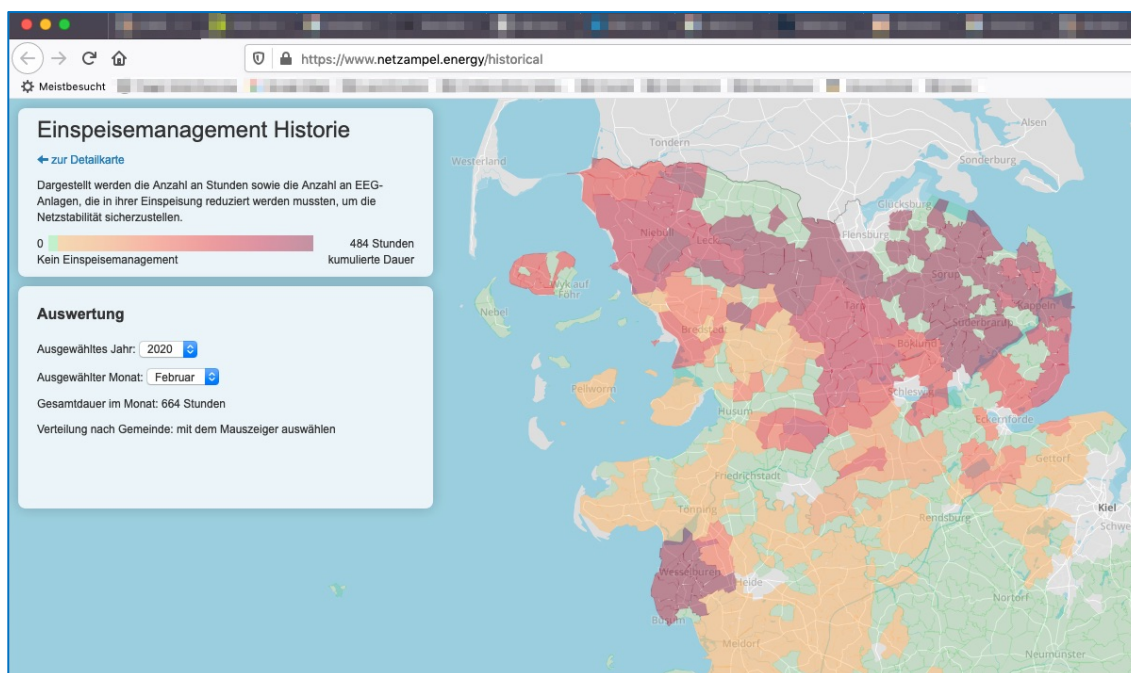 https://www.netzampel.energy/historical
Meistbesucht
Einspeisemanagement Historie
zur Detailkarte
Dargestellt werden die Anzahl an Stunden sowie die Anzahl an EEG-
Anlagen, die in ihrer Einspeisung reduziert werden mussten, um die
Netzstabilität sicherzustellen.
0 484 Stunden
Kein Einspeisemanagement kumulierte Dauer
Auswertung
Ausgewähltes Jahr: 2020
Ausgewählter Monat: Februar
Gesamtdauer im Monat: 664 Stunden
Verteilung nach Gemeinde: mit dem Mauszeiger auswählen
Alsen
Tondern
Westerland
Sonderburg
Glücksburg
Flensburg
Niebüll
Leck
Sörup
Wyk auf
Föhr
Kappeln
Nebel
Tarp
Süderbrarup
Bredstedt
Böklund
Pellworm
Schleswig
Husum
Eckernförde
Gettorf
Friedrichstadt
Tönning
Rendsburg
Kiel
Schwe
Wesselburen
Heide
Nortorf
Büsum
Meldorf
Neumünster